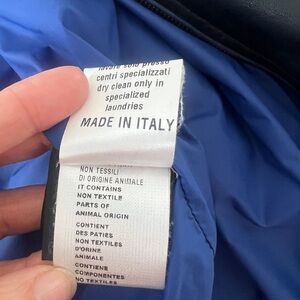 lavare solo presso
centri specializzati
dry clean only in
specialized
laundries
MADE IN ITALY
NON TESSILI
DI ORIGINE ANIMALE
IT CONTAINS
NON TEXTILE
PARTS OF
ANIMAL ORIGIN
CONTIENT
DES PATIES
NON TEXTILES
D'ORINE
ANIMALE
CONTIENE
COMPONENTES
NO TEXTILES